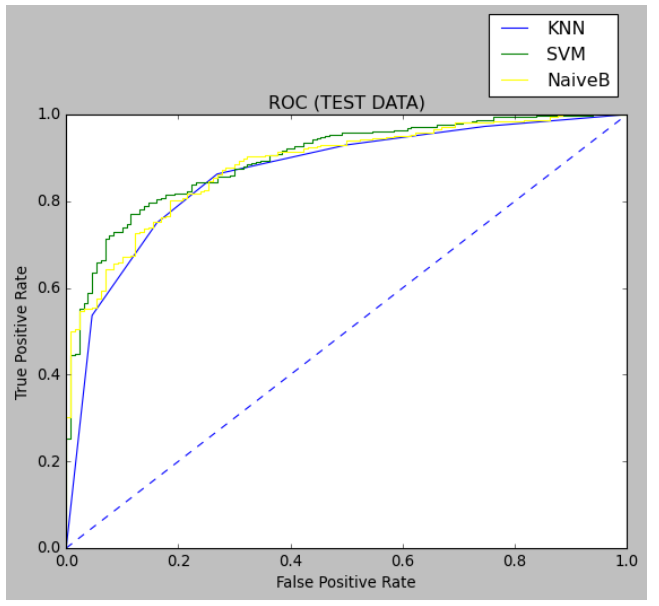 KNN
SVM
NaiveB
ROC (TEST DATA)
1.0
0.8
0.6
0.4
0.2
0.0
True Positive Rate
0.0 0.2 0.4 0.6 0.8 1.0
False Positive Rate